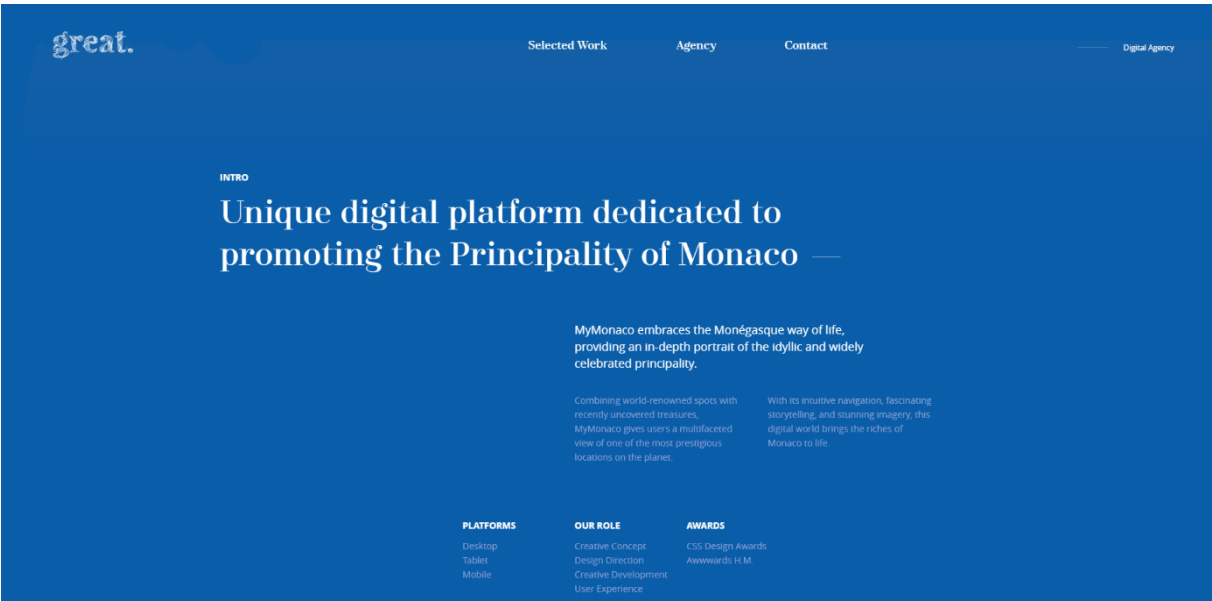 great.
Selected Work
Agency
Contact
Digital Agency
INTRO
Unique digital platform dedicated to
promoting the Principality of Monaco —
MyMonaco embraces the Monégasque way of life,
providing an in-depth portrait of the idyllic and widely
celebrated principality.
Combining world-renowned spots with
recently uncovered treasures,
MyMonaco gives users a multifaceted
view of one of the most prestigious
locations on the planet.
With its intuitive navigation, fascinating
storytelling, and stunning imagery, this
digital world brings the riches of
Monaco to life.
PLATFORMS
Desktop
Tablet
Mobile
OUR ROLE
Creative Concept
Design Direction
Creative Development
User Experience
AWARDS
CSS Design Awards
Awwwards H.M.